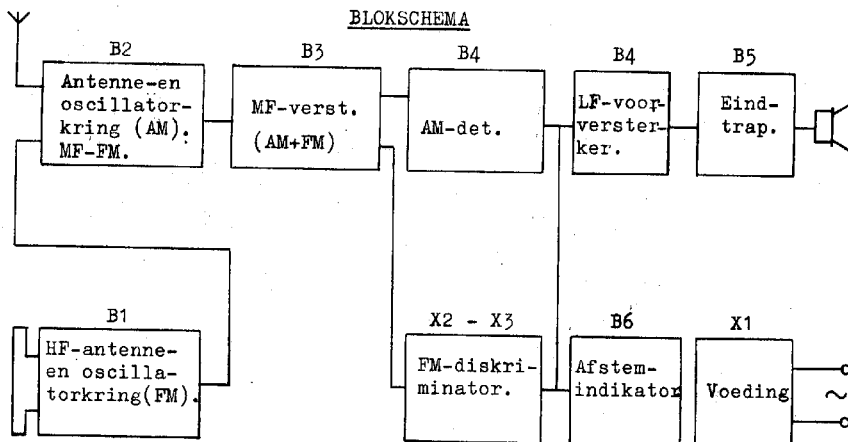 BLOKSCHEMA
B2
Antenne-en
oscillator-
kring (AM).
MF-FM.
B3
MF-verst.
(AM+FM)
B4
AM-det.
B4
LF-voor-
verster-
ker.
B5
Eind-
trap.
B1
HF-antenne-
en oscilla-
torkring(FM).
X2 - X3
FM-diskri-
minator.
B6
Afstem-
indikator
X1
Voeding
~